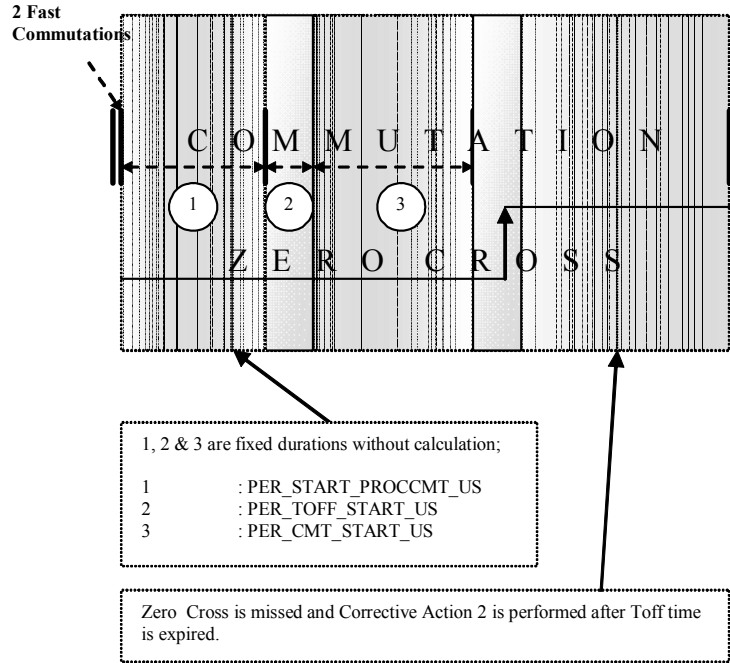 2 Fast
Commutations
C O M M U T A T I O N
1 2 3
Z E R O C R O S S
1, 2 & 3 are fixed durations without calculation;
1 : PER_START_PROCCMT_US
2 : PER_TOFF_START_US
3 : PER_CMT_START_US
Zero Cross is missed and Corrective Action 2 is performed after Toff time
is expired.